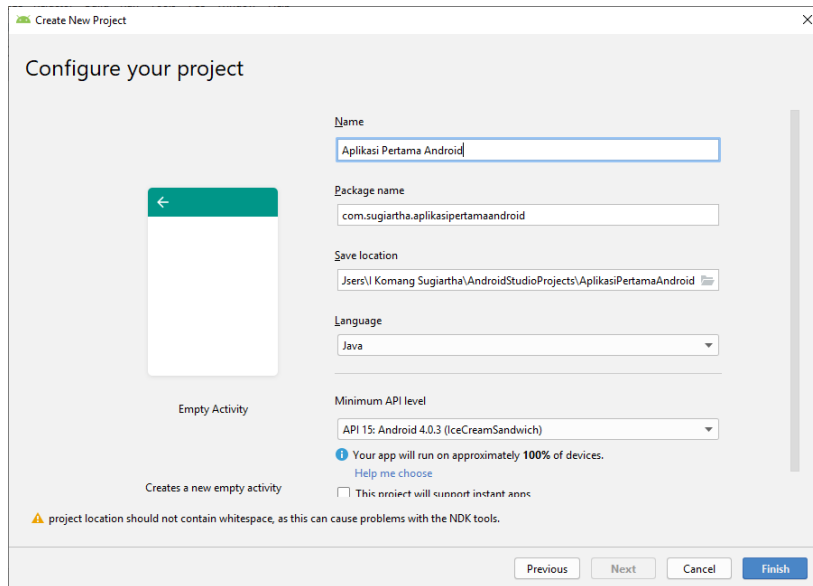 Create New Project
Configure your project
Name
Aplikasi Pertama Android
Package name
com.sugiartha.aplikasipertamaandroid
Save location
Jsers\I Komang Sugiartha\AndroidStudioProjects\AplikasiPertamaAndroid
Language
Java
Empty Activity
Minimum API level
API 15: Android 4.0.3 (IceCreamSandwich)
Your app will run on approximately 100% of devices.
Help me choose
Creates a new empty activity
This project will support instant apps
project location should not contain whitespace, as this can cause problems with the NDK tools.
Previous
Next
Cancel
Finish